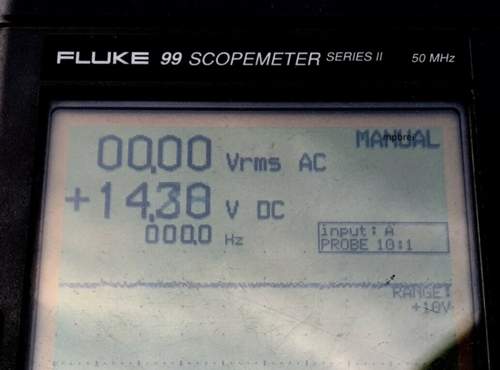 FLUKE 99 SCOPEMETER SERIES II 50 MHz
MANUAL
mpbrei
00.00 Vrms AC
+14.38 V DC
000.0 Hz
input: A
PROBE 10:1
RANGE:
+10V